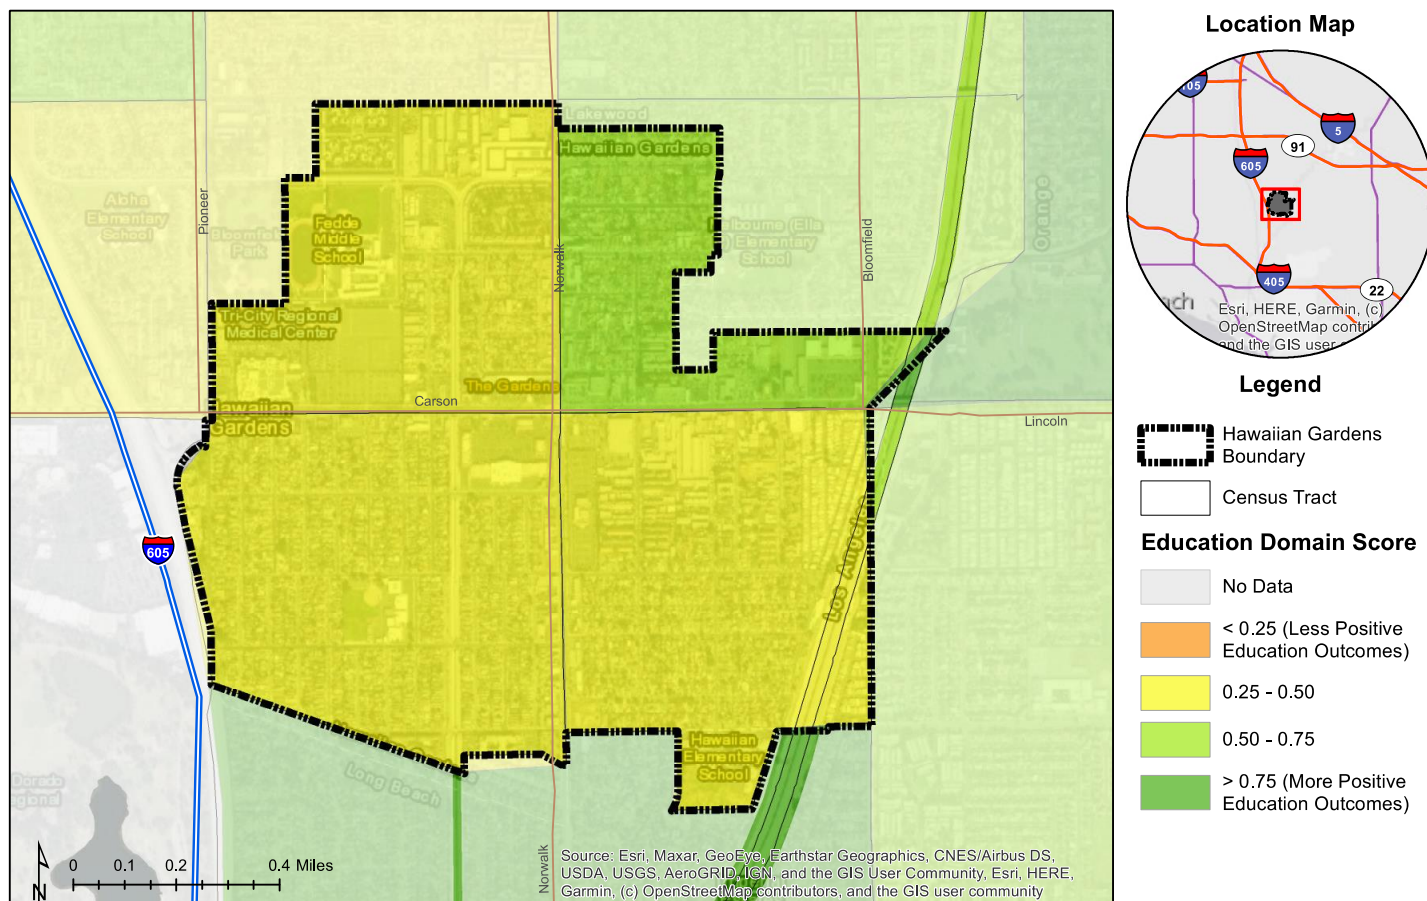 Lakewood
Hawaiian Gardens
Aloha
Elementary
School
Pioneer
Bloomfield
Park
Fedde
Middle
School
Norwalk
Elementary
School
Bloomfield
Orange
Tri-City Regional
Medical Center
The Gardens
Carson
Hawaiian
Gardens
Lincoln
605
Los Angeles
Hawaiian
Elementary
School
Long Beach
Norwalk
0 0.1 0.2 0.4 Miles
N
Source: Esri, Maxar, GeoEye, Earthstar Geographics, CNES/Airbus DS,
USDA, USGS, AeroGRID, IGN, and the GIS User Community, Esri, HERE,
Garmin, (c) OpenStreetMap contributors, and the GIS user community
Location Map
105
5
91
605
405
22
ach
Esri, HERE, Garmin, (c)
OpenStreetMap contrib
and the GIS user
Legend
Hawaiian Gardens
Boundary
Census Tract
Education Domain Score
No Data
< 0.25 (Less Positive
Education Outcomes)
0.25 - 0.50
0.50 - 0.75
> 0.75 (More Positive
Education Outcomes)